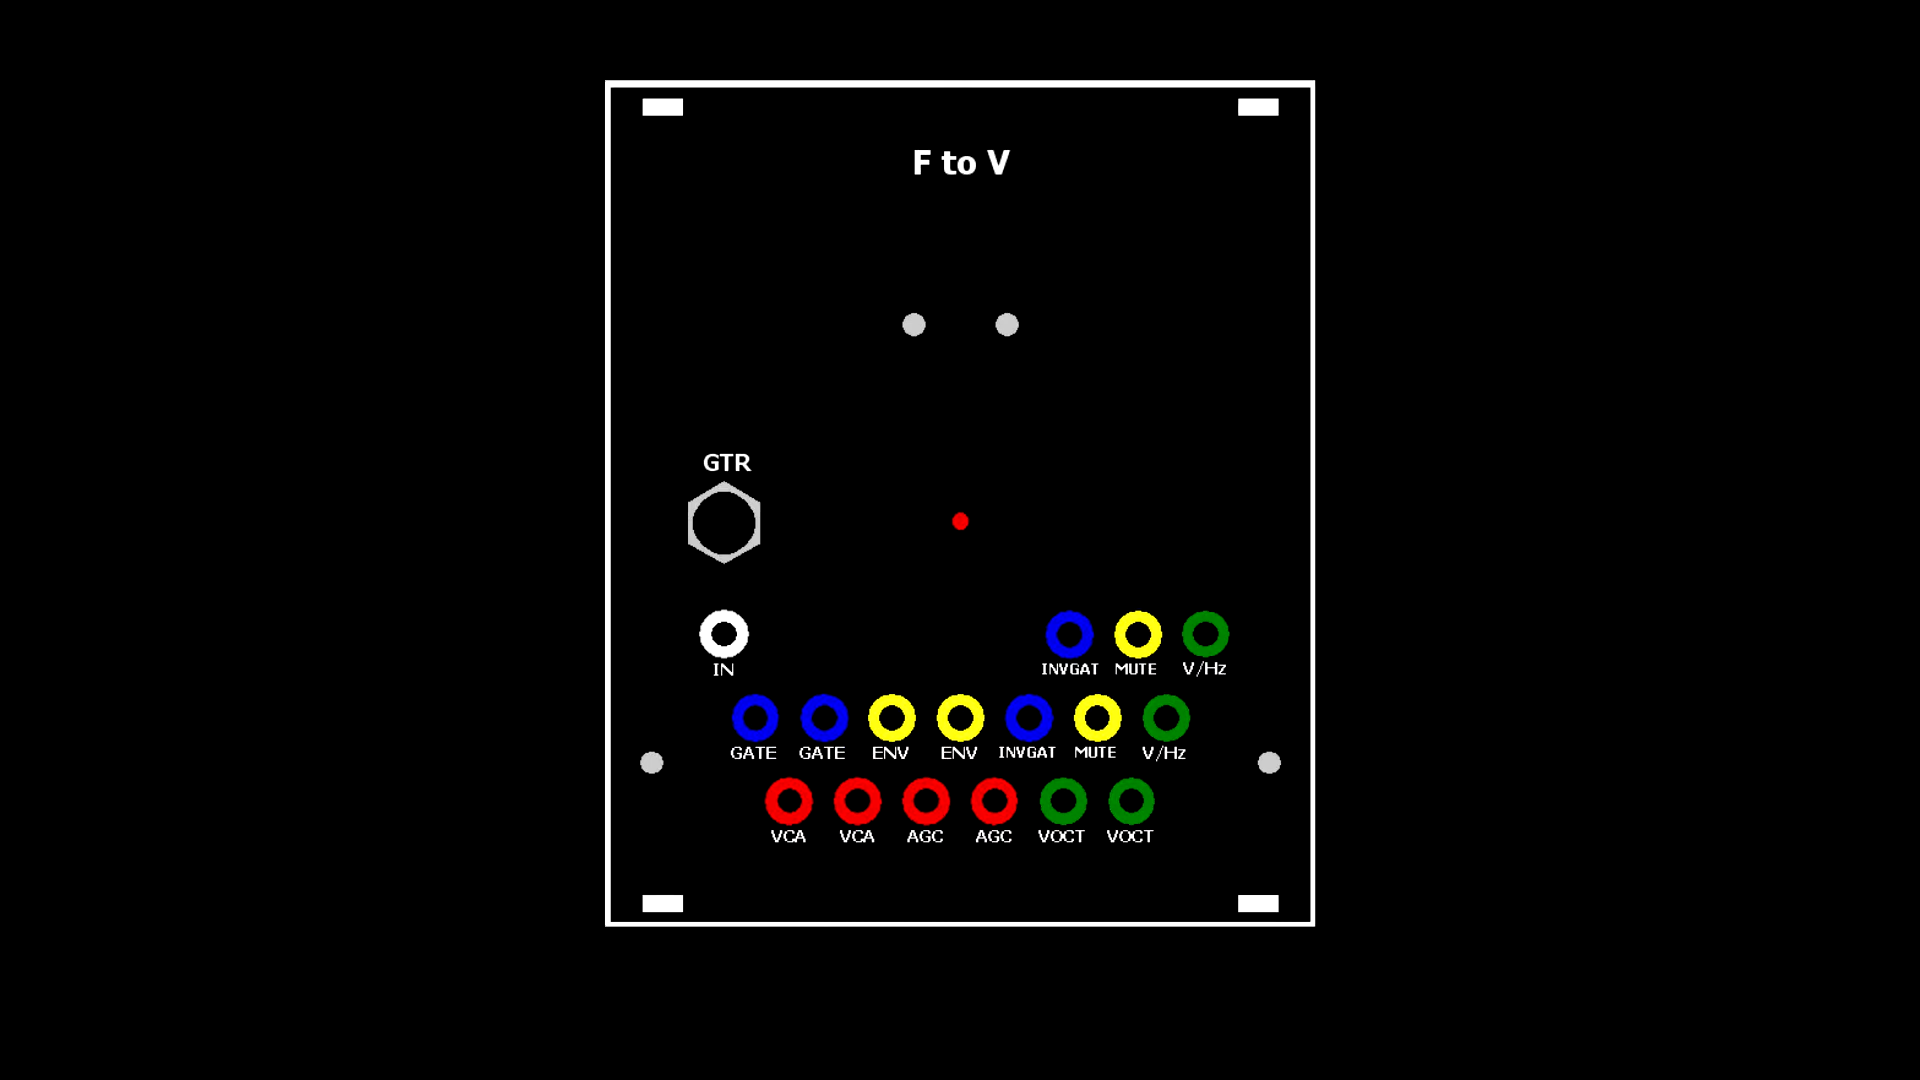 F to V
GTR
IN INVGAT MUTE V/Hz
GATE GATE ENV ENV INVGAT MUTE V/Hz
VCA VCA AGC AGC VOCT VOCT